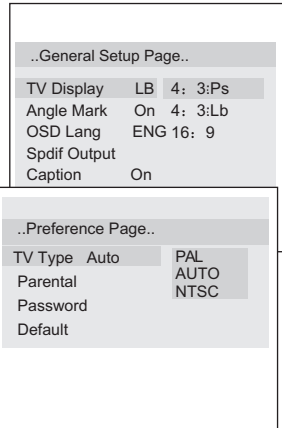 ..General Setup Page..
TV Display LB 4：3:Ps
Angle Mark On 4：3:Lb
OSD Lang ENG 16：9
Spdif Output
Caption On
..Preference Page..
TV Type Auto PAL
Parental AUTO
Password NTSC
Default